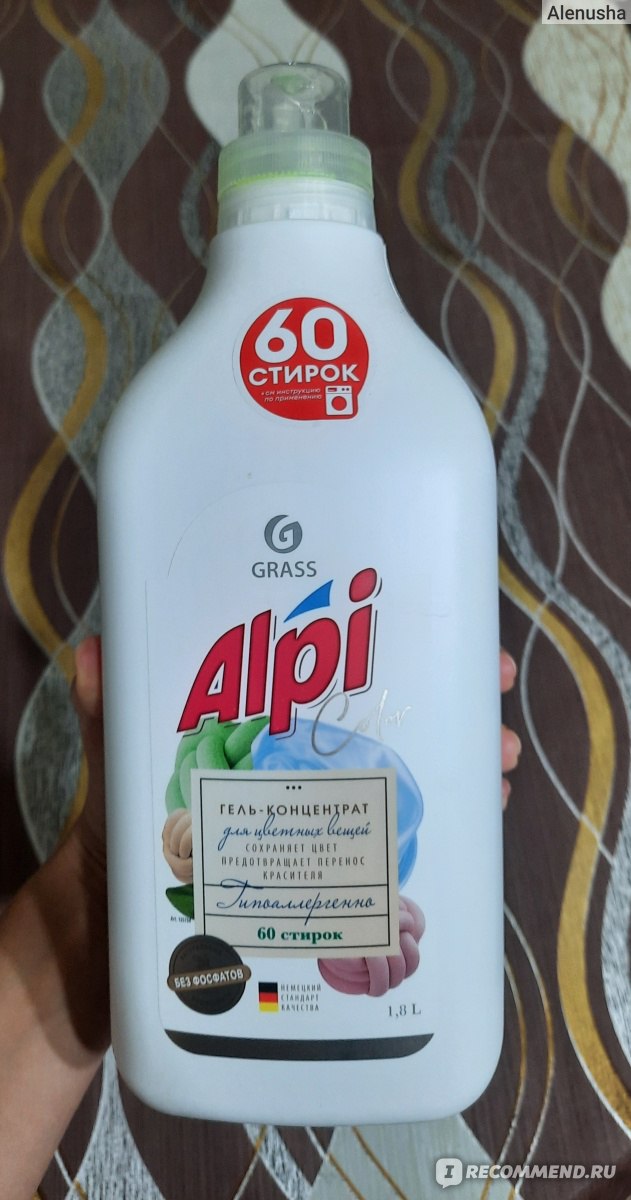 Alenusha
60
СТИРОК
*см инструкцию
по применению
GRASS
Alpi
Color
ГЕЛЬ-КОНЦЕНТРАТ
для цветных вещей
СОХРАНЯЕТ ЦВЕТ
ПРЕДОТВРАЩАЕТ ПЕРЕНОС
КРАСИТЕЛЯ
Гипоаллергенно
60 стирок
БЕЗ ФОСФАТОВ
НЕМЕЦКИЙ
СТАНДАРТ
КАЧЕСТВА
1,8 L
IRECOMMEND.RU